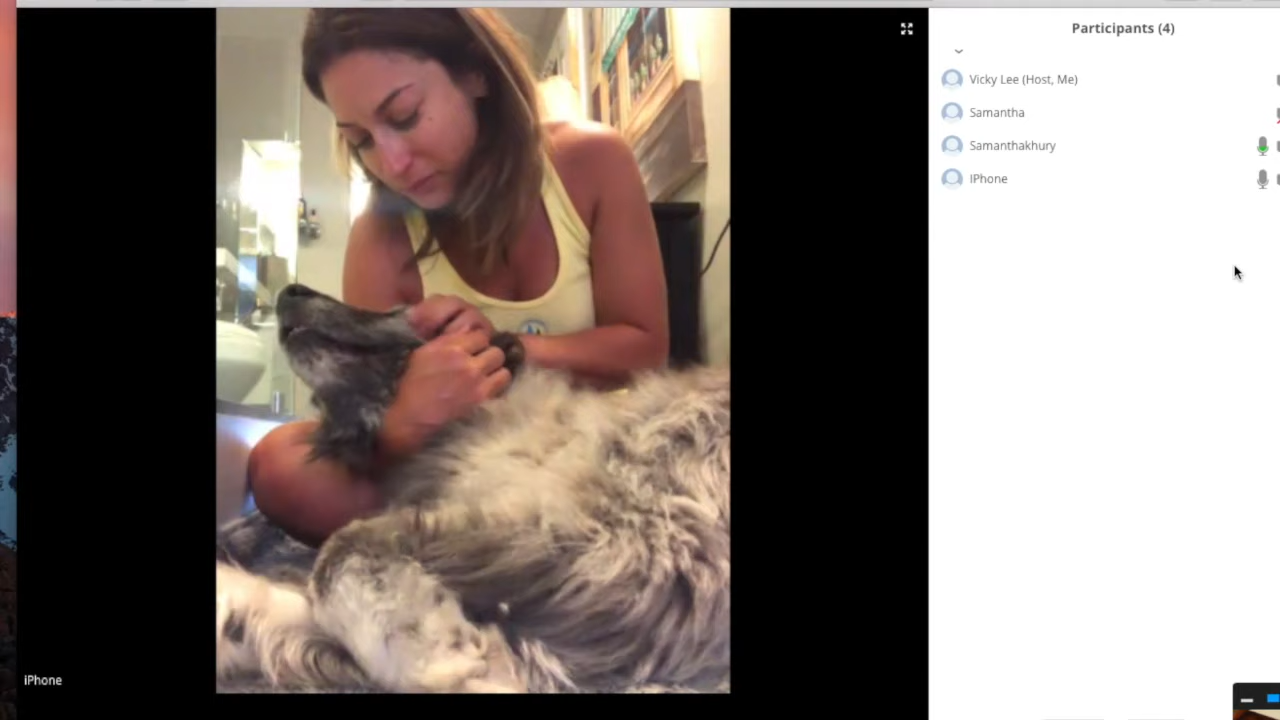 Participants (4)
Vicky Lee (Host, Me)
Samantha
Samanthakhury
IPhone
iPhone